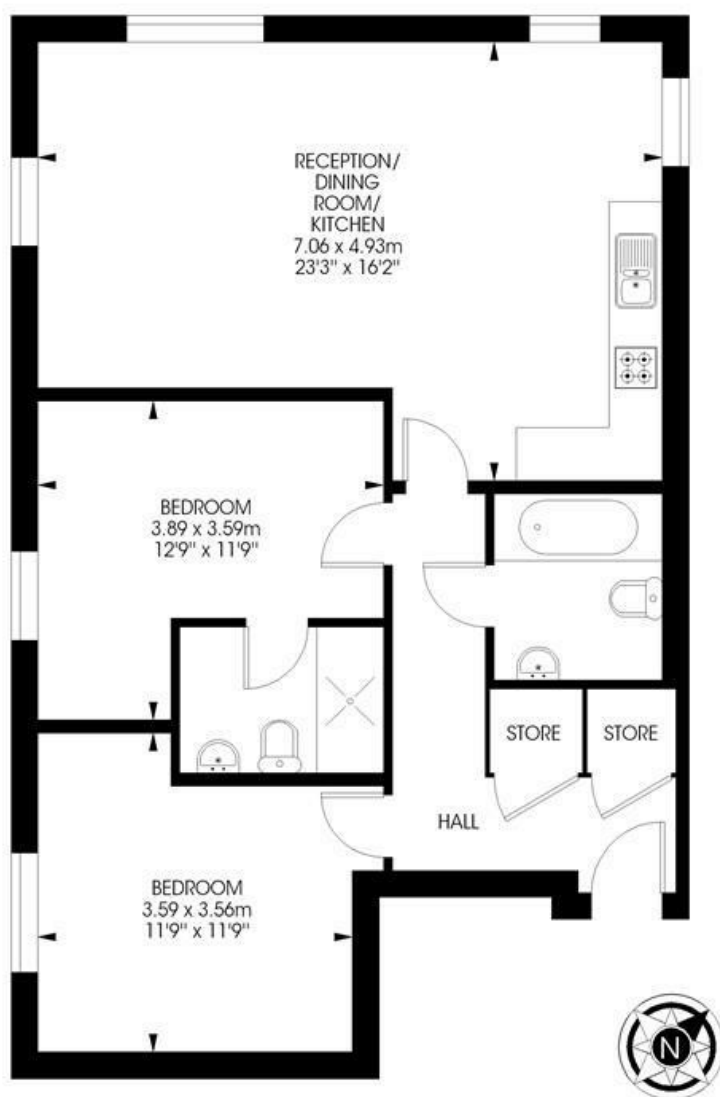 RECEPTION/
DINING
ROOM/
KITCHEN
7.06 x 4.93m
23'3" x 16'2"
BEDROOM
3.89 x 3.59m
12'9" x 11'9"
STORE
STORE
HALL
BEDROOM
3.59 x 3.56m
11'9" x 11'9"
N